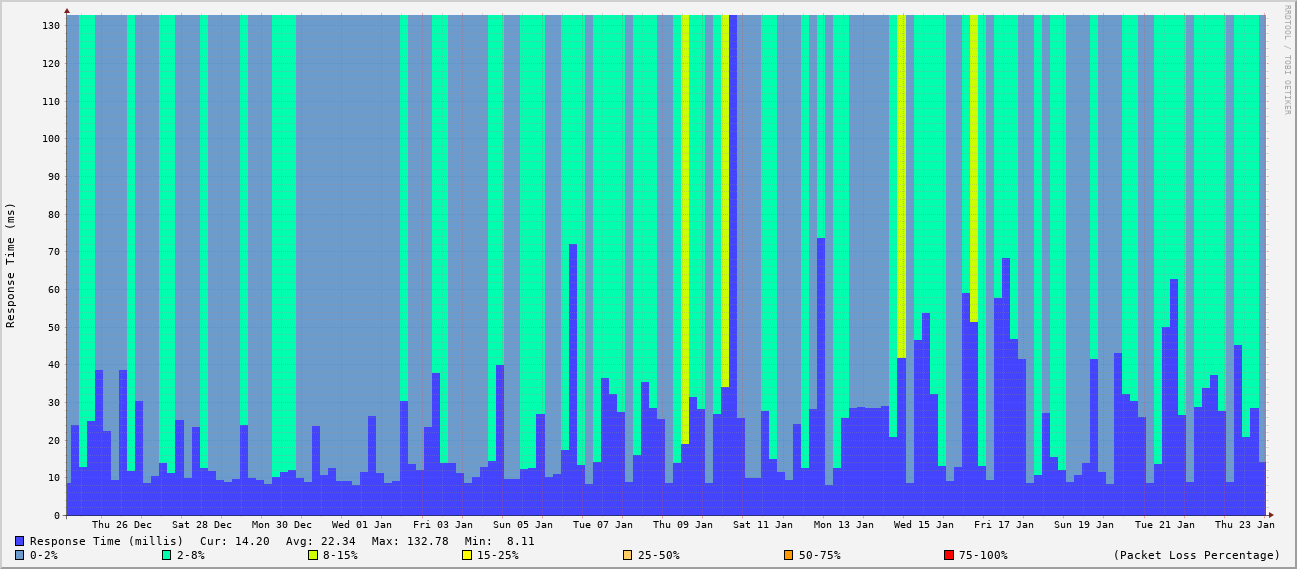 RRDTOOL / TOBI OETIKER
Response Time (ms)
130
120
110
100
90
80
70
60
50
40
30
20
10
0
Thu 26 Dec Sat 28 Dec Mon 30 Dec Wed 01 Jan Fri 03 Jan Sun 05 Jan Tue 07 Jan Thu 09 Jan Sat 11 Jan Mon 13 Jan Wed 15 Jan Fri 17 Jan Sun 19 Jan Tue 21 Jan Thu 23 Jan
Response Time (millis) Cur: 14.20 Avg: 22.34 Max: 132.78 Min: 8.11
0-2% 2-8% 8-15% 15-25% 25-50% 50-75% 75-100% (Packet Loss Percentage)